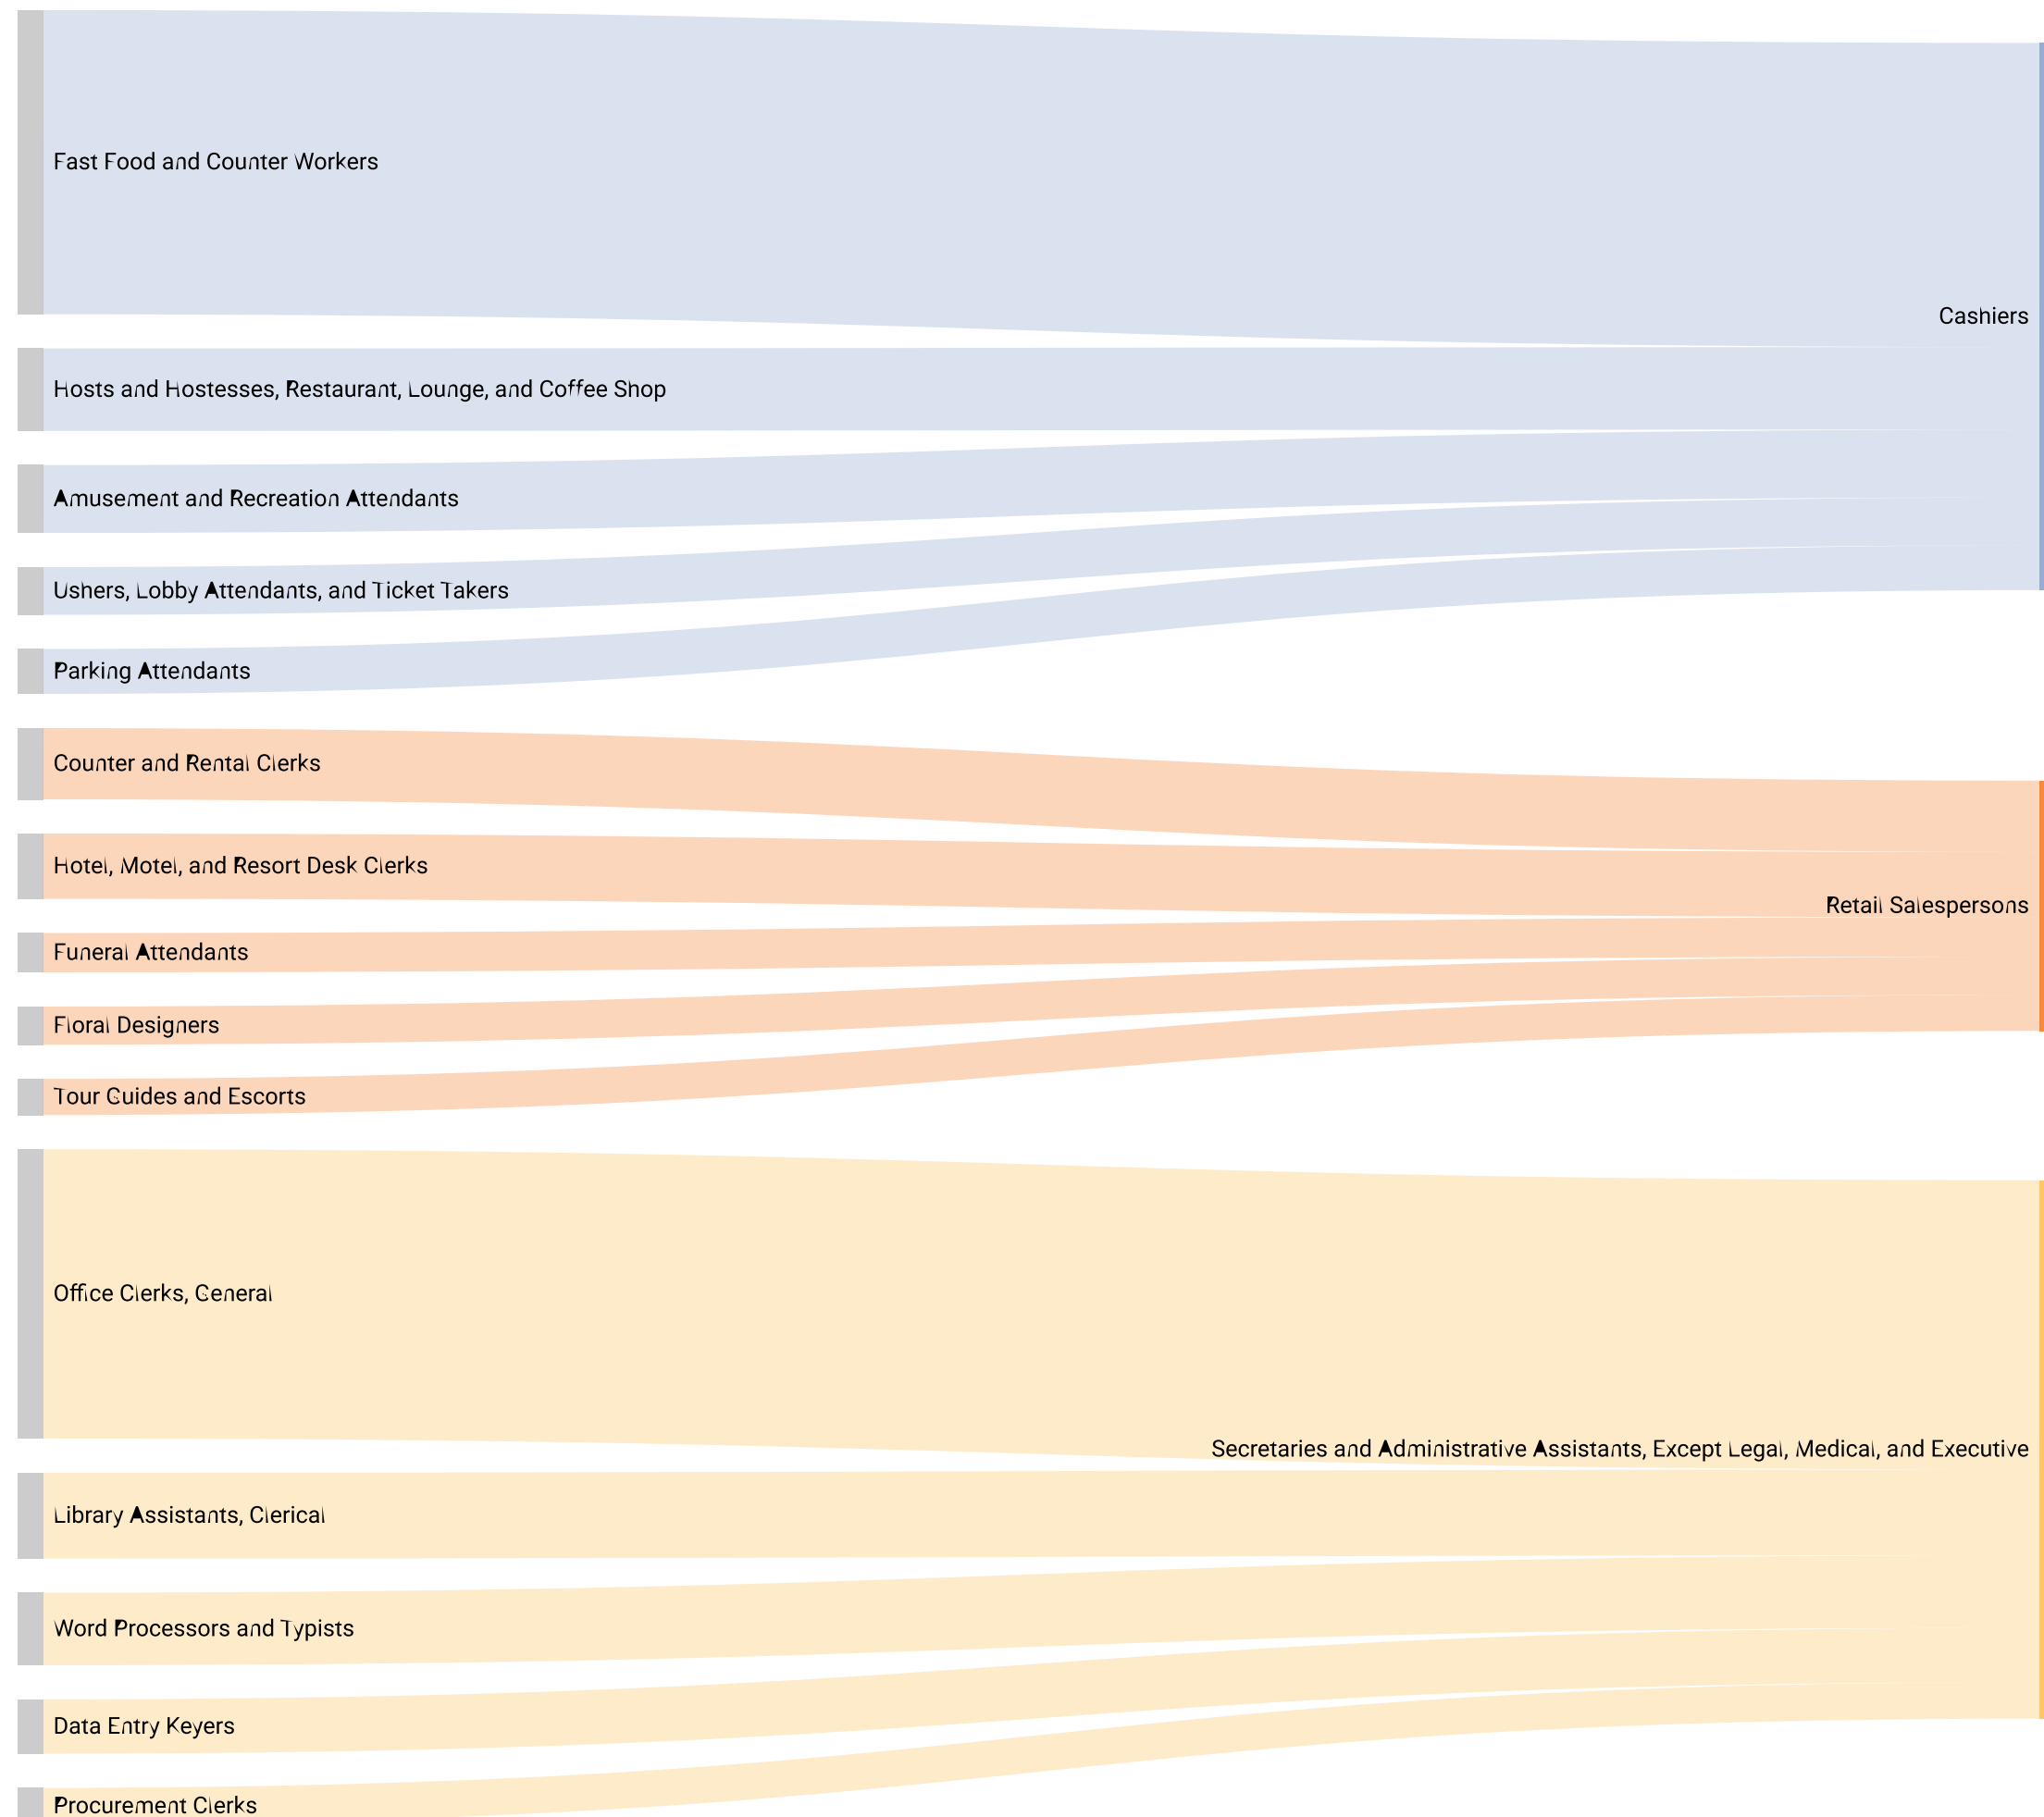 Fast Food and Counter Workers
Cashiers
Hosts and Hostesses, Restaurant, Lounge, and Coffee Shop
Amusement and Recreation Attendants
Ushers, Lobby Attendants, and Ticket Takers
Parking Attendants
Counter and Rental Clerks
Hotel, Motel, and Resort Desk Clerks
Retail Salespersons
Funeral Attendants
Floral Designers
Tour Guides and Escorts
Office Clerks, General
Secretaries and Administrative Assistants, Except Legal, Medical, and Executive
Library Assistants, Clerical
Word Processors and Typists
Data Entry Keyers
Procurement Clerks